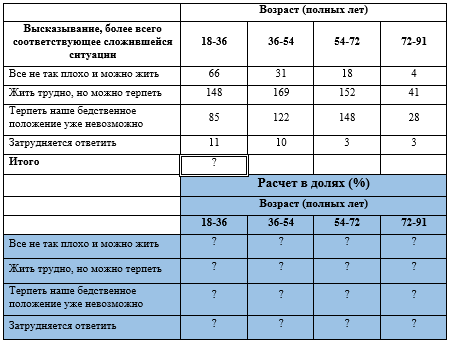 Возраст (полных лет)
Высказывание, более всего
соответствующее сложившейся
ситуации
18-36 36-54 54-72 72-91
Все не так плохо и можно жить 66 31 18 4
Жить трудно, но можно терпеть 148 169 152 41
Терпеть наше бедственное
положение уже невозможно 85 122 148 28
Затрудняется ответить 11 10 3 3
Итого ?
Расчет в долях (%)
Возраст (полных лет)
18-36 36-54 54-72 72-91
Все не так плохо и можно жить ? ? ? ?
Жить трудно, но можно терпеть ? ? ? ?
Терпеть наше бедственное
положение уже невозможно ? ? ? ?
Затрудняется ответить ? ? ? ?